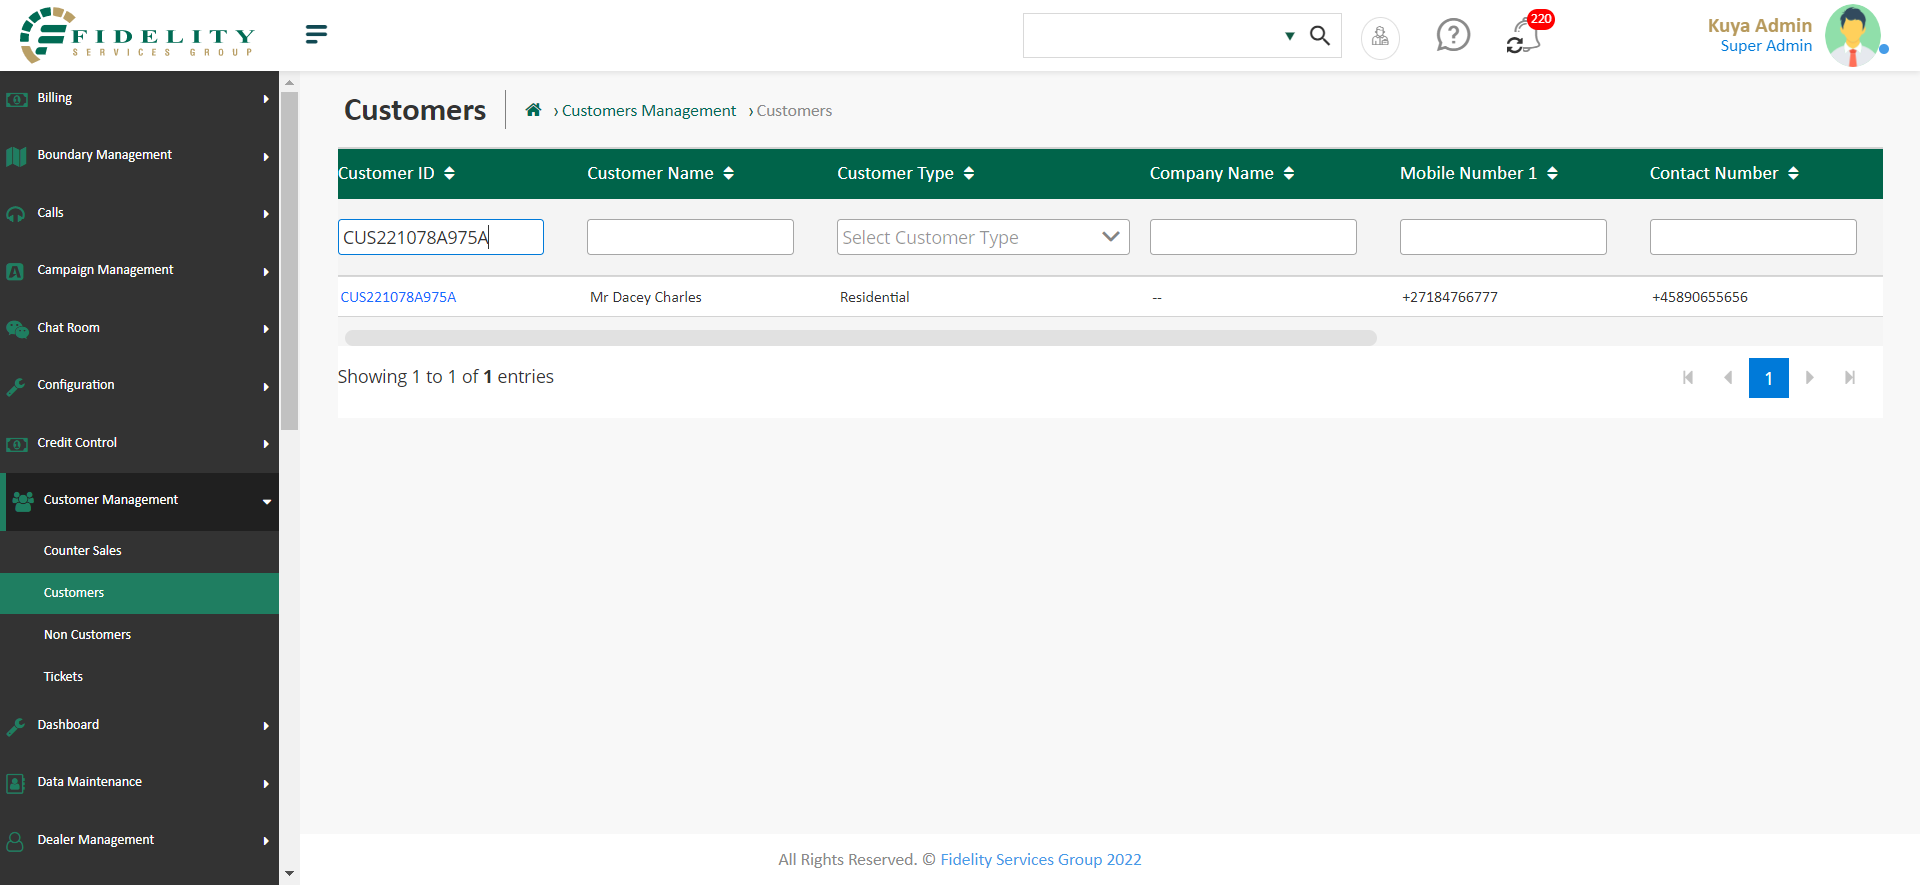 FIDELITY
SERVICES GROUP
220
Kuya Admin
Super Admin
Billing
Boundary Management
Calls
Campaign Management
Chat Room
Configuration
Credit Control
Customer Management
Counter Sales
Customers
Non Customers
Tickets
Dashboard
Data Maintenance
Dealer Management
Customers
› Customers Management › Customers
Customer ID Customer Name Customer Type Company Name Mobile Number 1 Contact Number
CUS221078A975A Select Customer Type
CUS221078A975A Mr Dacey Charles Residential -- +27184766777 +45890655656
Showing 1 to 1 of 1 entries
1
All Rights Reserved. © Fidelity Services Group 2022